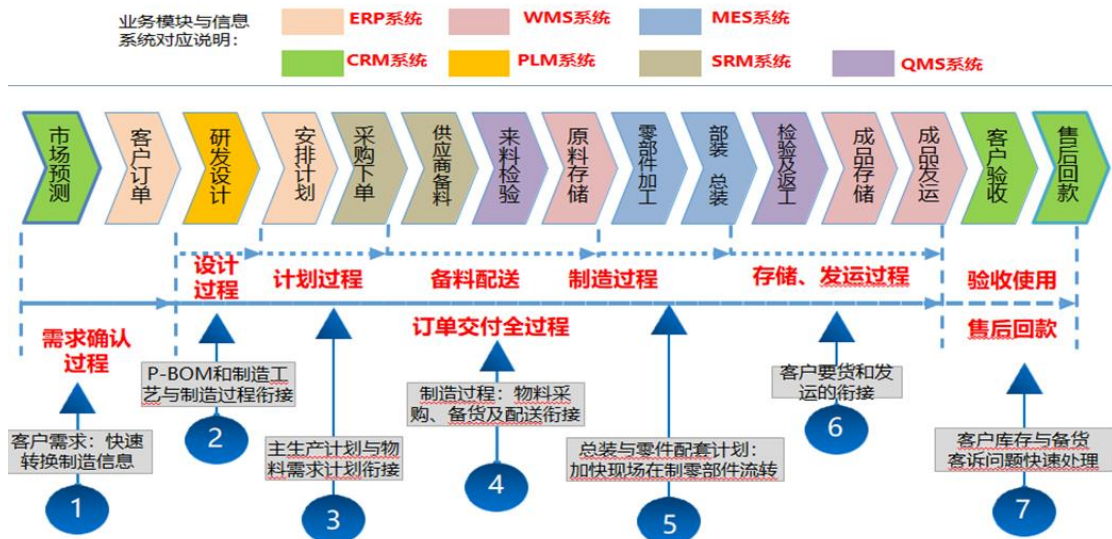 业务模块与信息
系统对应说明：
ERP系统
WMS系统
MES系统
CRM系统
PLM系统
SRM系统
QMS系统
市场预测
客户订单
研发设计
安排计划
采购下单
供应商备料
来料检验
原料存储
零部件加工
部装 总装
检验及返工
成品存储
成品发运
客户验收
售后回款
设计
过程
计划过程
备料配送
制造过程
存储、发运过程
验收使用
需求确认
过程
订单交付全过程
售后回款
P-BOM和制造工
艺与制造过程衔接
制造过程：物料采
购、备货及配送衔接
客户要货和发
运的衔接
客户需求：快速
转换制造信息
主生产计划与物
料需求计划衔接
总装与零件配套计划：
加快现场在制零部件流转
客户库存与备货
客诉问题快速处理
1
2
3
4
5
6
7